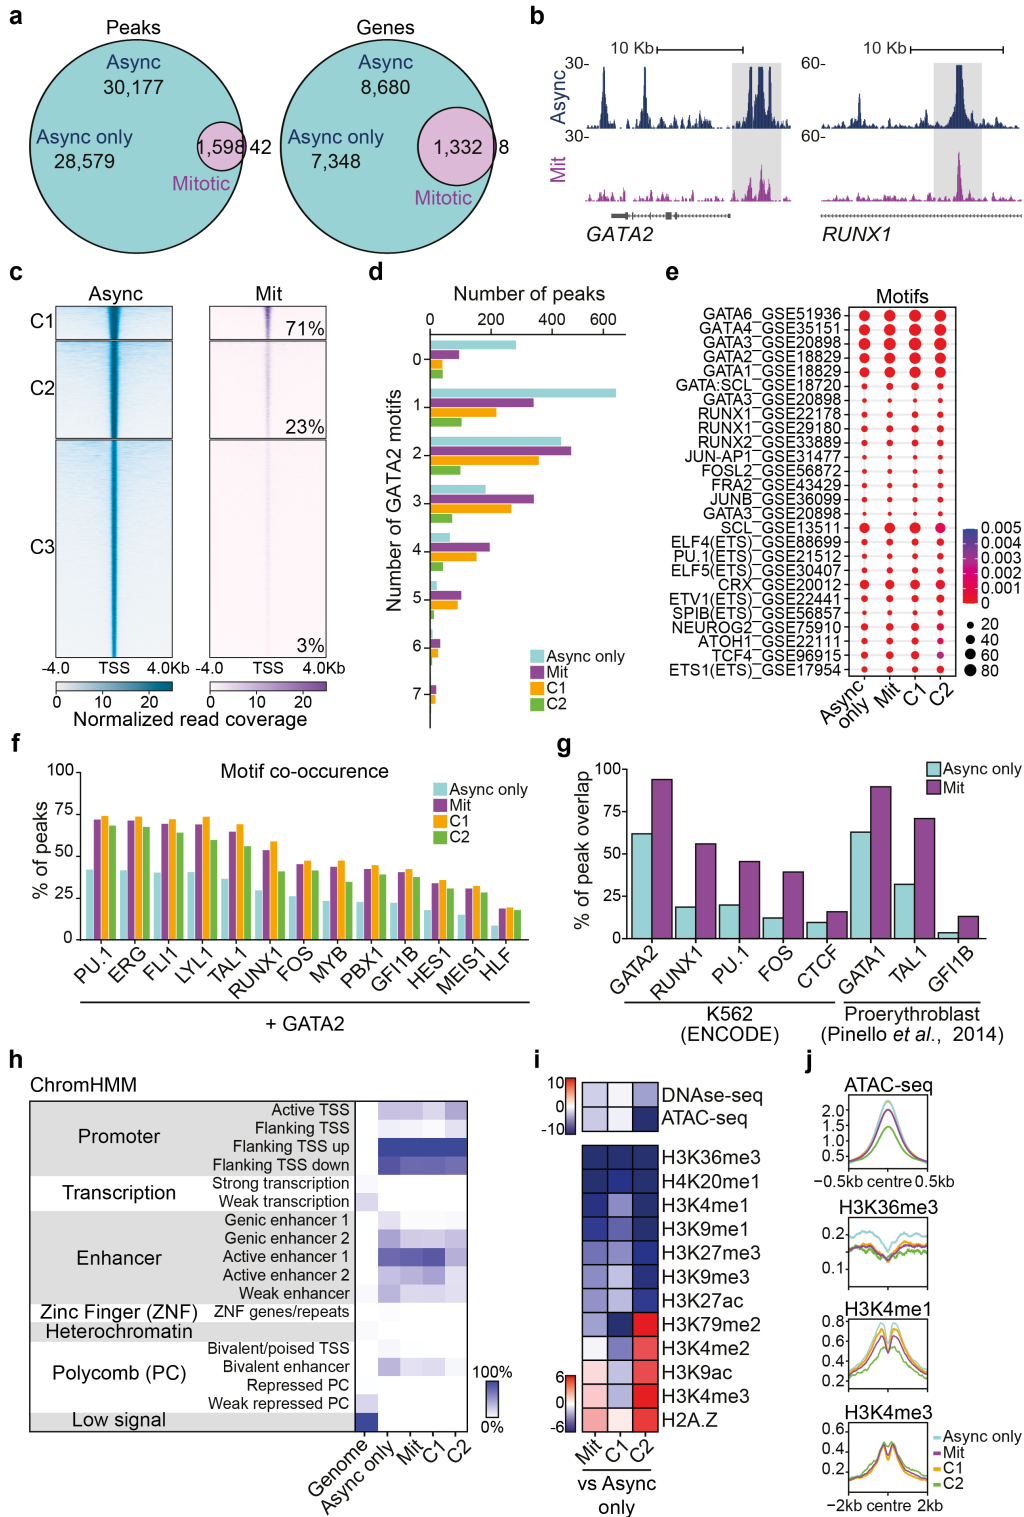 a
Peaks
Genes
Async
30,177
Async only
28,579
1,598
42
Mitotic
Async
8,680
Async only
7,348
1,332
8
Mitotic
b
10 Kb
10 Kb
30-
60-
Async
30-
60-
Mit
GATA2
RUNX1
c
Async
Mit
C1
71%
C2
23%
C3
3%
-4.0 TSS 4.0Kb
-4.0 TSS 4.0Kb
0 10 20
0 10 20
Normalized read coverage
d
Number of peaks
0 200 400 600
Number of GATA2 motifs
0
1
2
3
4
5
6
7
Async only
Mit
C1
C2
e
Motifs
GATA6_GSE51936
GATA4_GSE35151
GATA3_GSE20898
GATA2_GSE18829
GATA1_GSE18829
GATA:SCL_GSE18720
GATA3_GSE20898
RUNX1_GSE22178
RUNX1_GSE29180
RUNX2_GSE33889
JUN-AP1_GSE31477
FOSL2_GSE56872
FRA2_GSE43429
JUNB_GSE36099
GATA3_GSE20898
SCL_GSE13511
ELF4(ETS)_GSE88699
PU.1(ETS)_GSE21512
ELF5(ETS)_GSE30407
CRX_GSE20012
ETV1(ETS)_GSE22441
SPIB(ETS)_GSE56857
NEUROG2_GSE75910
ATOH1_GSE22111
TCF4_GSE96915
ETS1(ETS)_GSE17954
Async only
Mit
C1
C2
0.005
0.004
0.003
0.002
0.001
0
20
40
60
80
f
Motif co-occurence
% of peaks
100
75
50
25
0
Async only
Mit
C1
C2
PU.1
ERG
FLI1
LYL1
TAL1
RUNX1
FOS
MYB
PBX1
GFI1B
HES1
MEIS1
HLF
+ GATA2
g
% of peak overlap
100
75
50
25
0
Async only
Mit
GATA2
RUNX1
PU.1
FOS
CTCF
GATA1
TAL1
GFI1B
K562
(ENCODE)
Proerythroblast
(Pinello et al., 2014)
h
ChromHMM
Promoter
Active TSS
Flanking TSS
Flanking TSS up
Flanking TSS down
Transcription
Strong transcription
Weak transcription
Enhancer
Genic enhancer 1
Genic enhancer 2
Active enhancer 1
Active enhancer 2
Weak enhancer
Zinc Finger (ZNF)
ZNF genes/repeats
Heterochromatin
Polycomb (PC)
Bivalent/poised TSS
Bivalent enhancer
Repressed PC
Weak repressed PC
Low signal
100%
0%
Genome
Async only
Mit
C1
C2
i
10
0
-10
DNAse-seq
ATAC-seq
H3K36me3
H4K20me1
H3K4me1
H3K9me1
H3K27me3
H3K9me3
H3K27ac
H3K79me2
H3K4me2
H3K9ac
H3K4me3
H2A.Z
6
0
-6
Mit
C1
C2
vs Async
only
j
ATAC-seq
2.0
1.5
1.0
0.5
−0.5kb centre 0.5kb
H3K36me3
0.2
0.1
H3K4me1
0.8
0.6
0.4
0.2
H3K4me3
0.6
0.4
0.2
−2kb centre 2kb
Async only
Mit
C1
C2